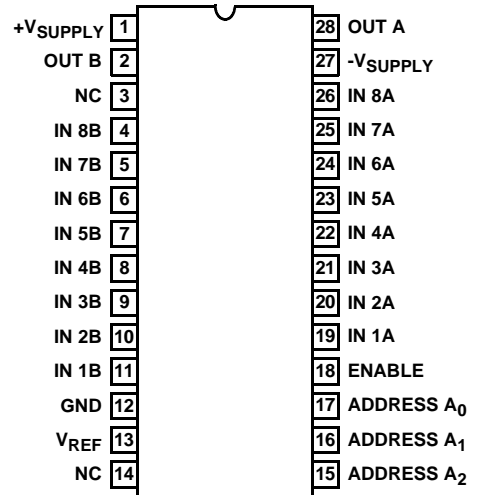 +VSUPPLY 1 28 OUT A
OUT B 2 27 -VSUPPLY
NC 3 26 IN 8A
IN 8B 4 25 IN 7A
IN 7B 5 24 IN 6A
IN 6B 6 23 IN 5A
IN 5B 7 22 IN 4A
IN 4B 8 21 IN 3A
IN 3B 9 20 IN 2A
IN 2B 10 19 IN 1A
IN 1B 11 18 ENABLE
GND 12 17 ADDRESS A0
VREF 13 16 ADDRESS A1
NC 14 15 ADDRESS A2